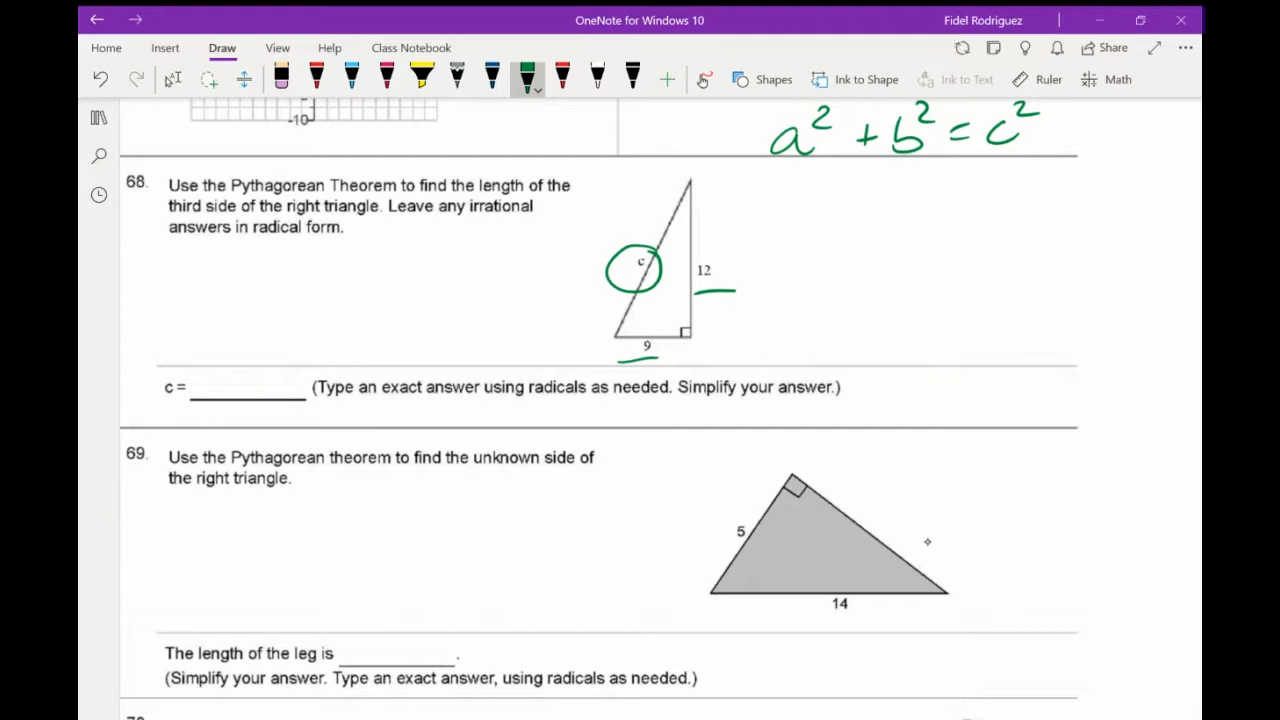 OneNote for Windows 10
Fidel Rodriguez
Home Insert Draw View Help Class Notebook
Share
Shapes Ink to Shape Ink to Text Ruler Math
-10
a² + b² = c²
68. Use the Pythagorean Theorem to find the length of the
third side of the right triangle. Leave any irrational
answers in radical form.
c
12
9
c = (Type an exact answer using radicals as needed. Simplify your answer.)
69. Use the Pythagorean theorem to find the unknown side of
the right triangle.
5
14
The length of the leg is .
(Simplify your answer. Type an exact answer, using radicals as needed.)